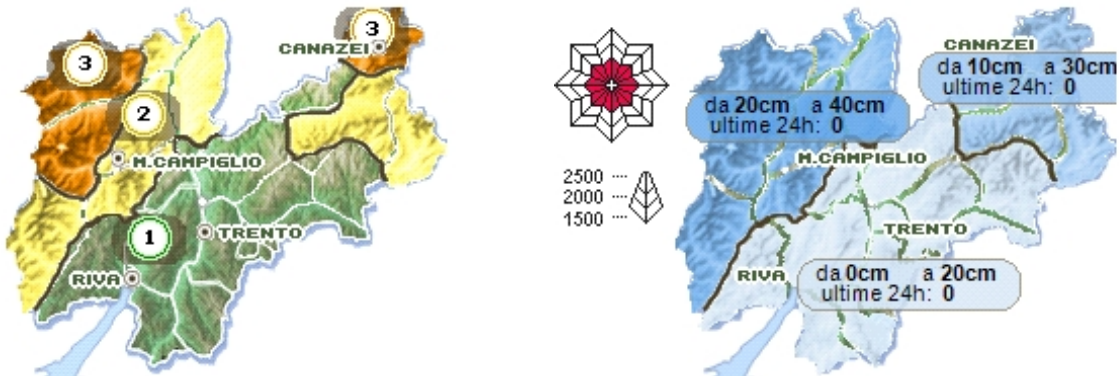 3
CANAZEI
3
2
M.CAMPIGLIO
1
TRENTO
RIVA
2500
2000
1500
CANAZEI
da 10cm a 30cm
ultime 24h: 0
da 20cm a 40cm
ultime 24h: 0
M.CAMPIGLIO
TRENTO
RIVA
da 0cm a 20cm
ultime 24h: 0